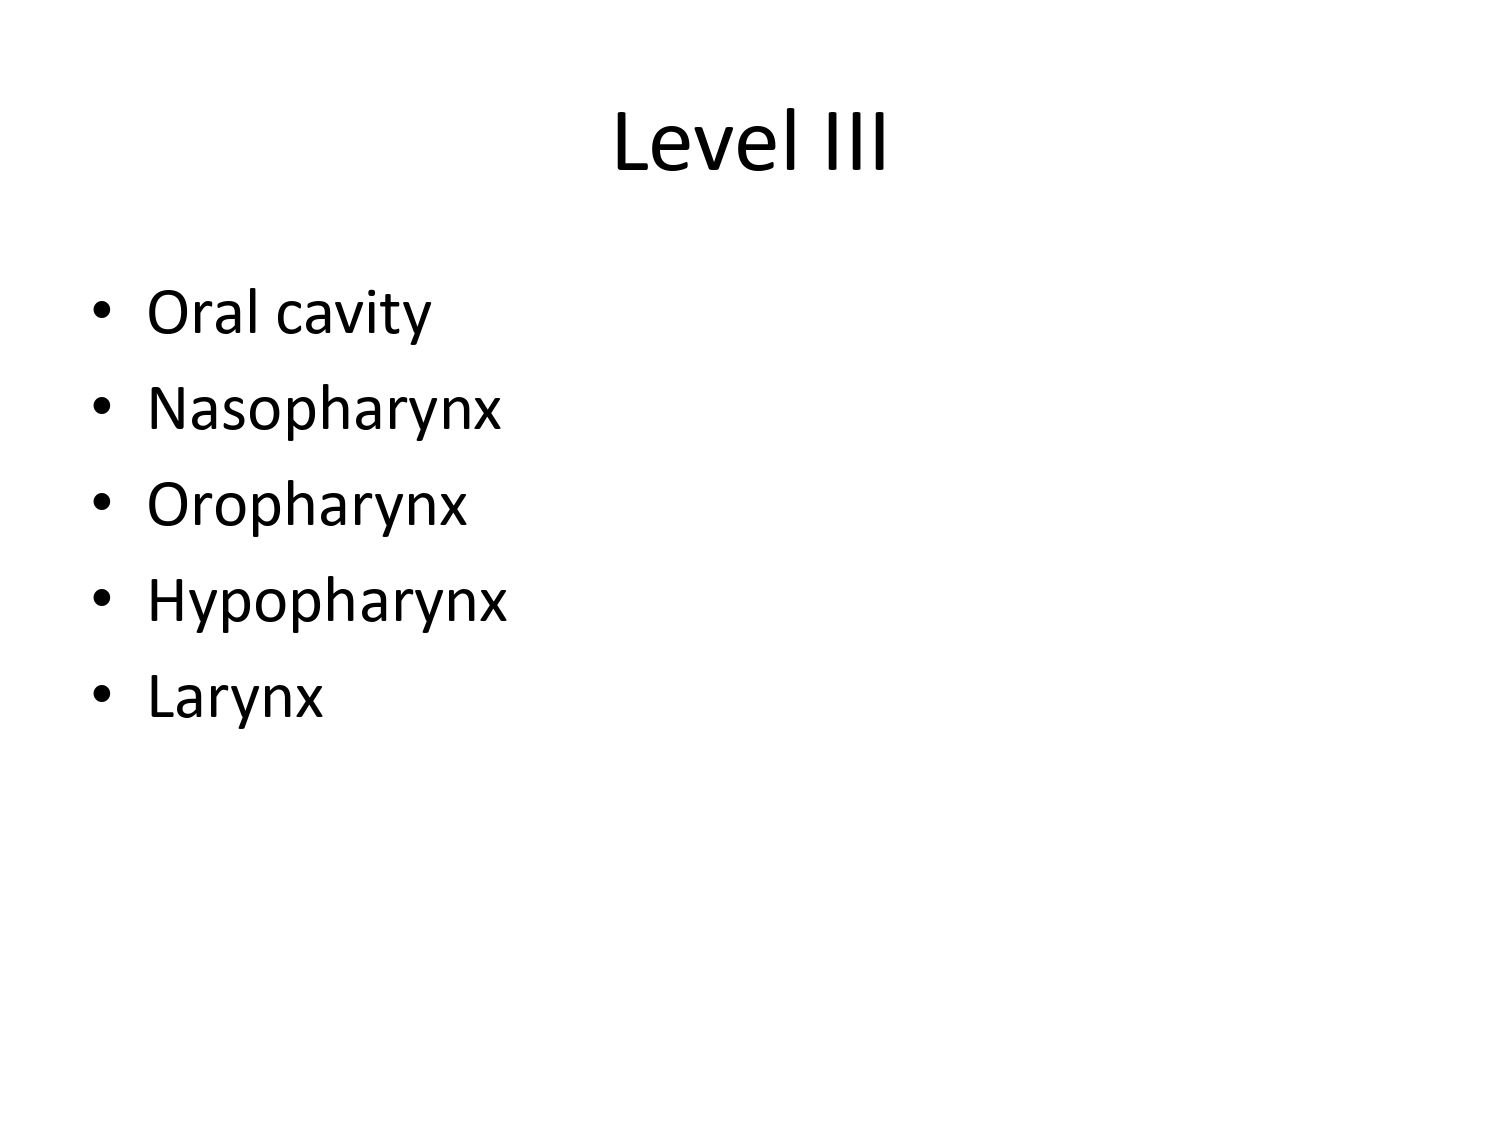 Level III
• Oral cavity
• Nasopharynx
• Oropharynx
• Hypopharynx
• Larynx